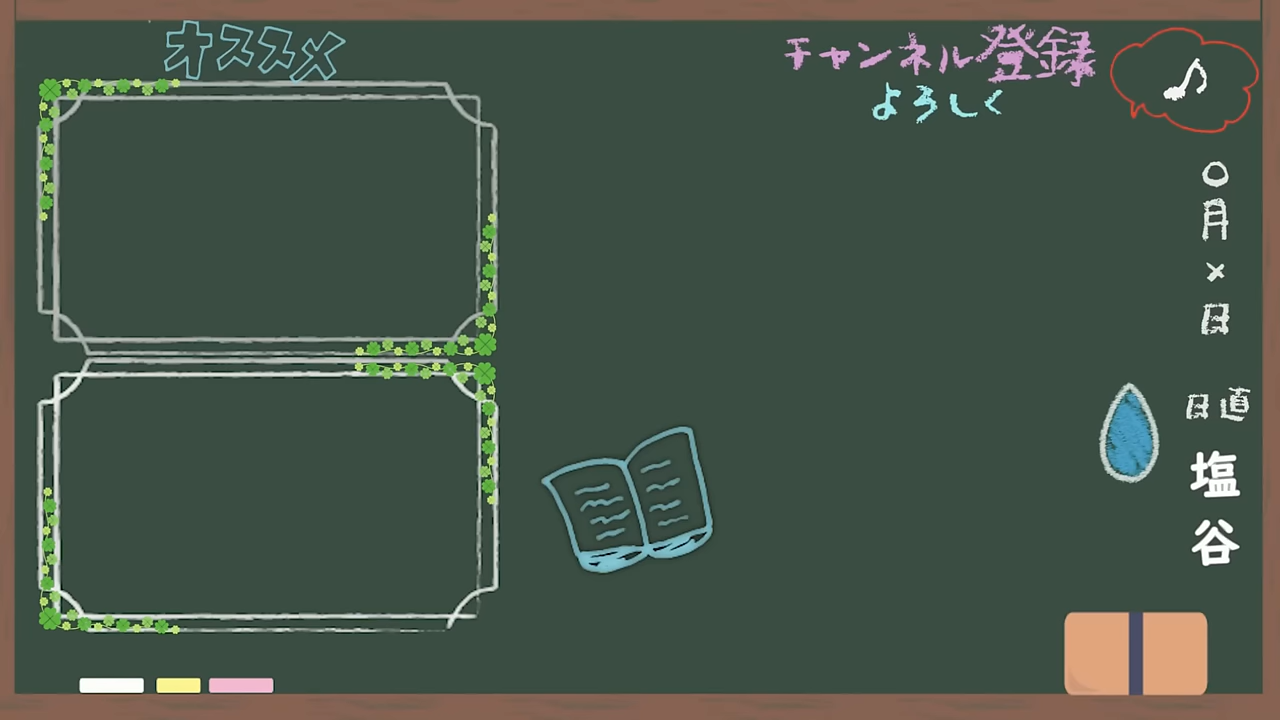 オススメ
チャンネル登録
よろしく
〇月×日
日直
塩谷